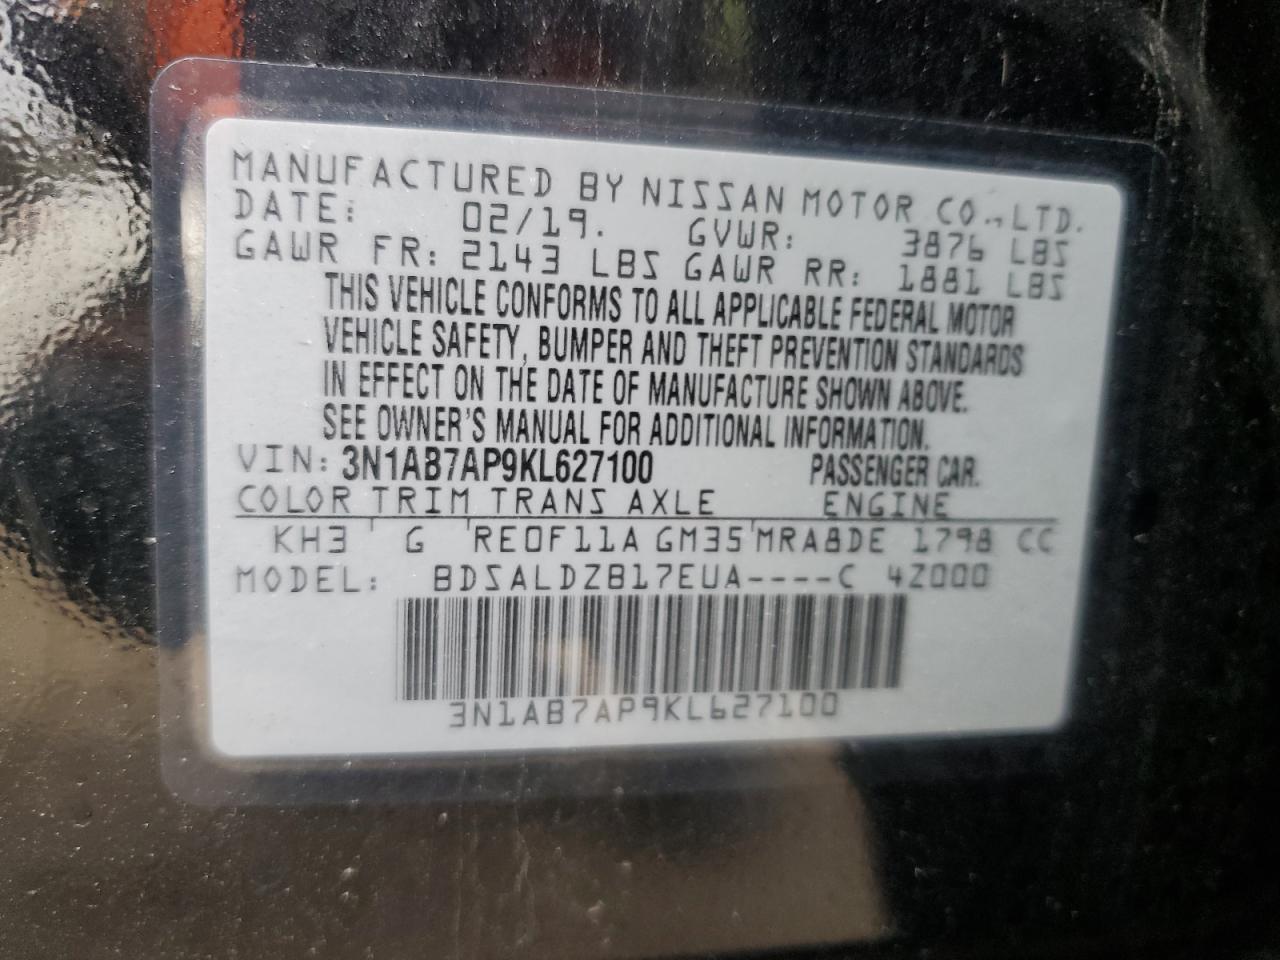 MANUFACTURED BY NISSAN MOTOR CO., LTD.
DATE: 02/19. GVWR: 3876 LBS
GAWR FR: 2143 LBS GAWR RR: 1881 LBS
THIS VEHICLE CONFORMS TO ALL APPLICABLE FEDERAL MOTOR
VEHICLE SAFETY, BUMPER AND THEFT PREVENTION STANDARDS
IN EFFECT ON THE DATE OF MANUFACTURE SHOWN ABOVE.
SEE OWNER'S MANUAL FOR ADDITIONAL INFORMATION.
VIN: 3N1AB7AP9KL627100 PASSENGER CAR.
COLOR TRIM TRANS AXLE ENGINE
KH3 G RE0F11A GM35 MRA8DE 1798 CC
MODEL: BDSALDZB17EUA----C 4Z000
3N1AB7AP9KL627100